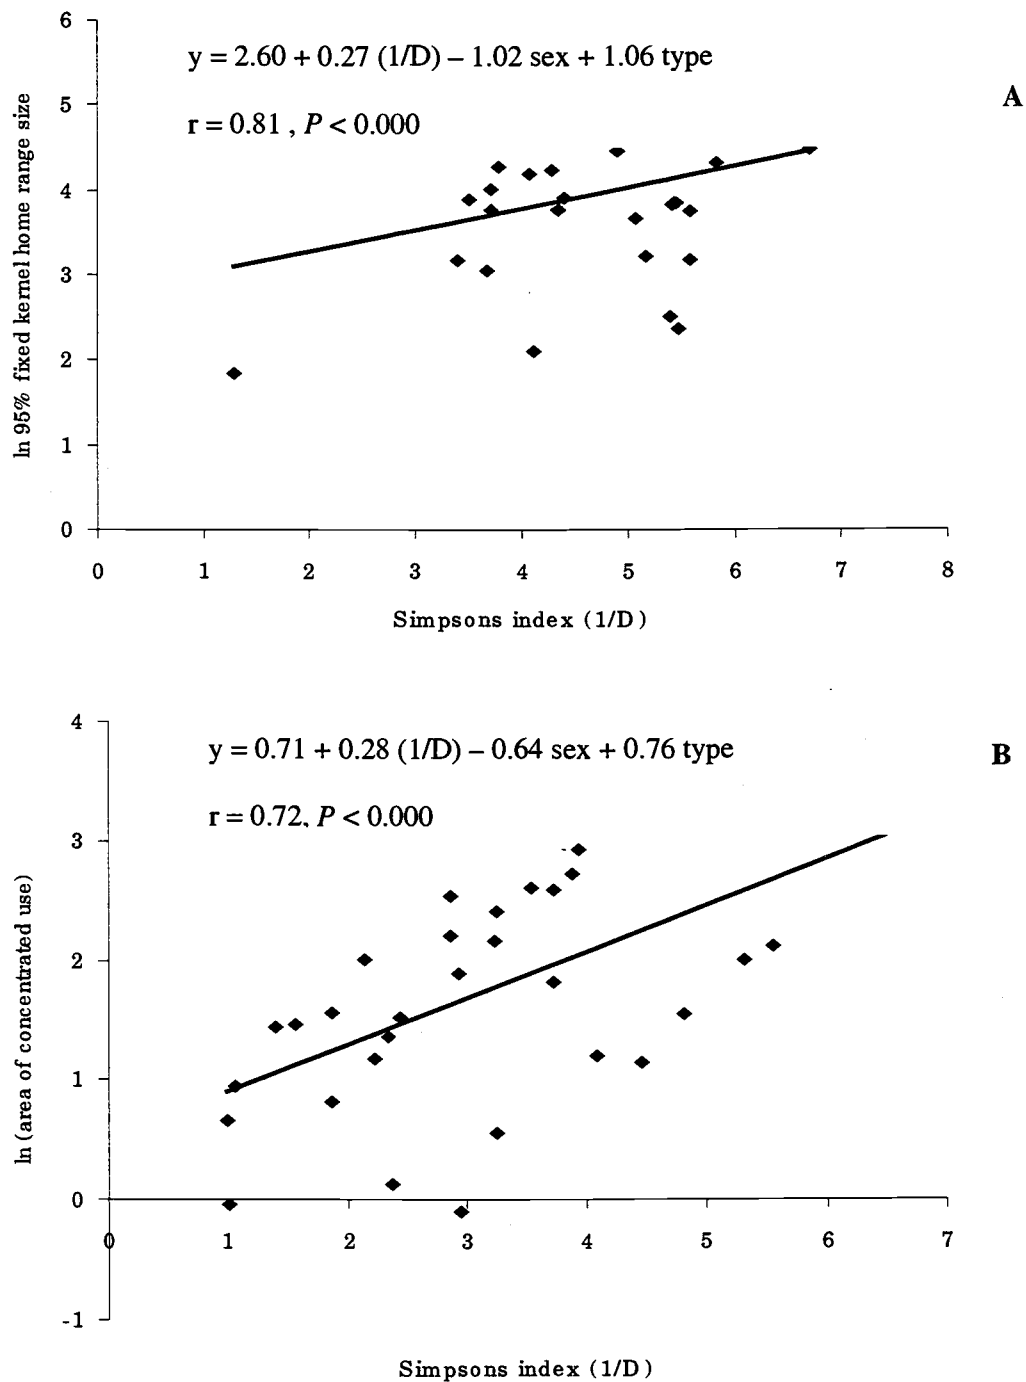 6
y = 2.60 + 0.27 (1/D) – 1.02 sex + 1.06 type
A
5
r = 0.81 , P < 0.000
4
3
2
1
0
0 1 2 3 4 5 6 7 8
ln 95% fixed kernel home range size
Simpsons index (1/D)
4
y = 0.71 + 0.28 (1/D) – 0.64 sex + 0.76 type
B
r = 0.72, P < 0.000
3
2
1
0
0 1 2 3 4 5 6 7
-1
ln (area of concentrated use)
Simpsons index (1/D)